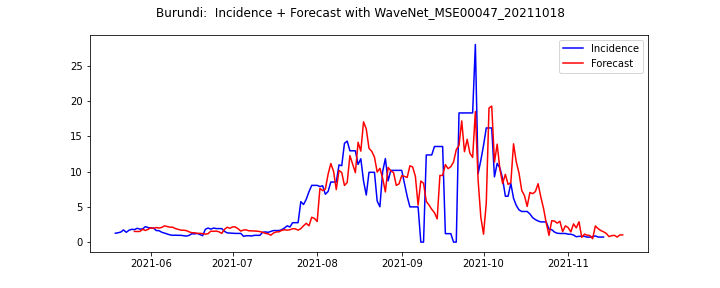 Burundi:  Incidence + Forecast with WaveNet_MSE00047_20211018
Incidence
Forecast
25
20
15
10
5
0
2021-06 2021-07 2021-08 2021-09 2021-10 2021-11